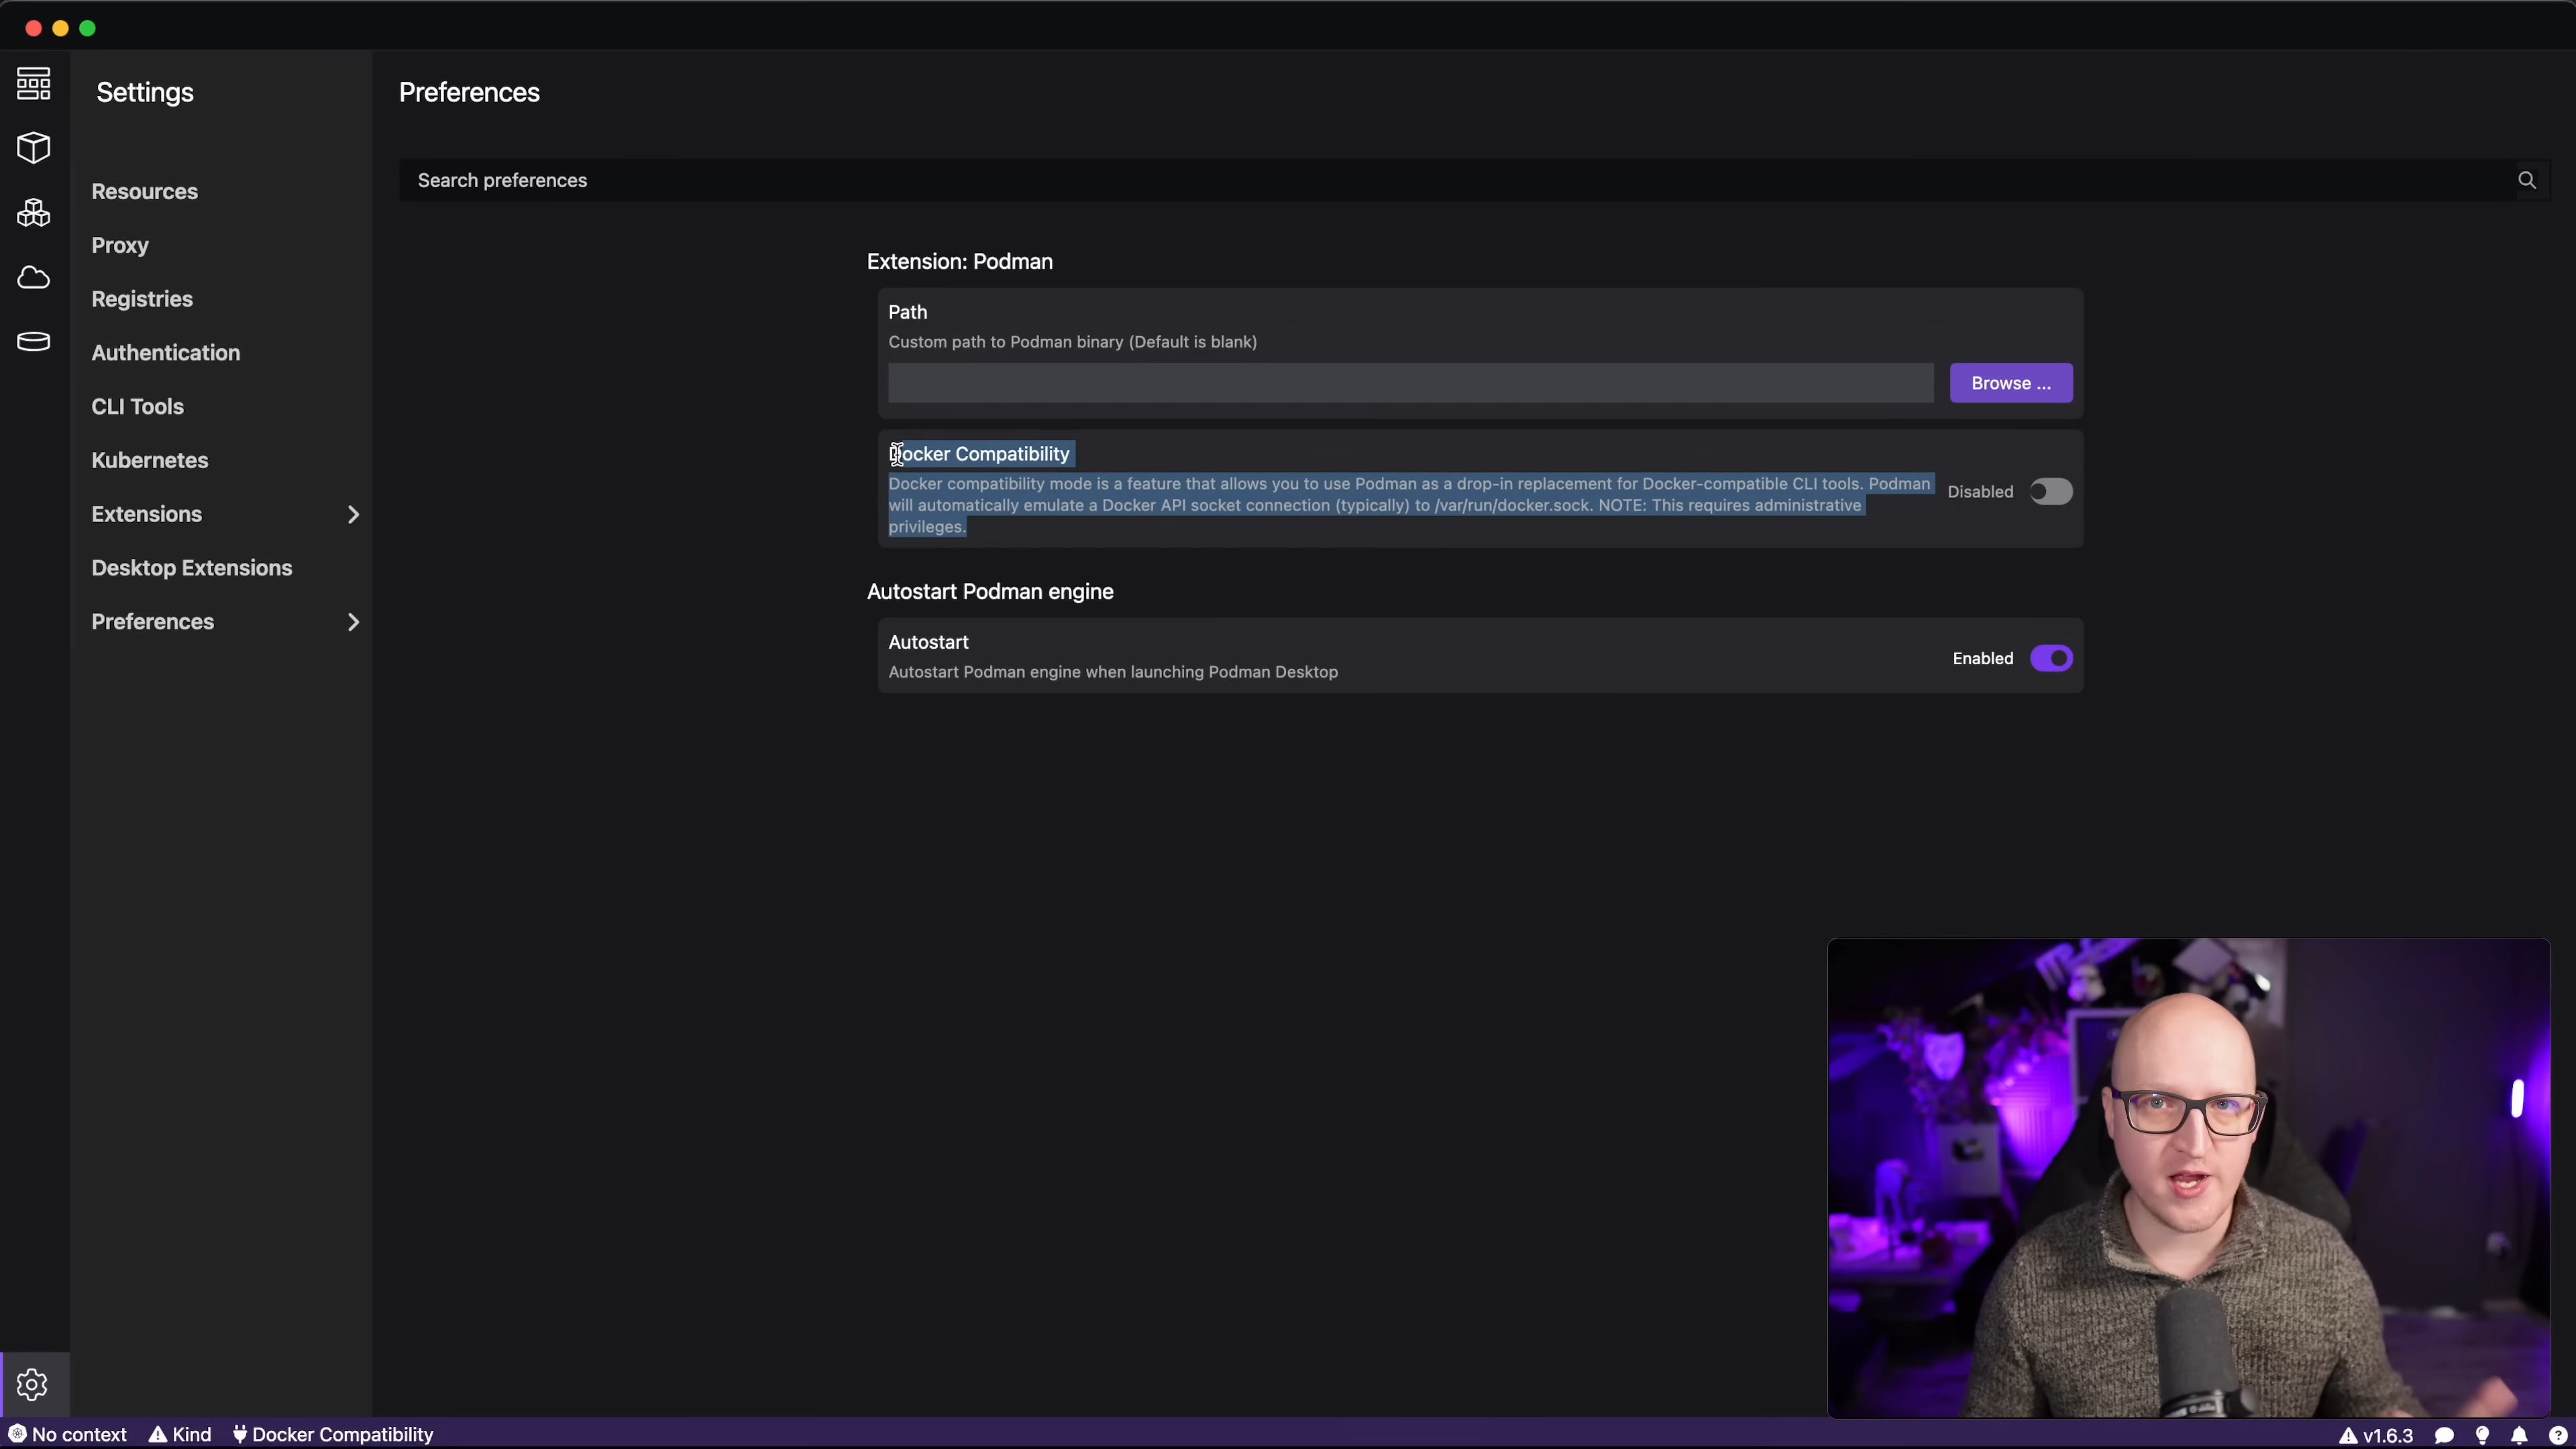 Settings
Preferences
Search preferences
Resources
Proxy
Registries
Authentication
CLI Tools
Kubernetes
Extensions
Desktop Extensions
Preferences
Extension: Podman
Path
Custom path to Podman binary (Default is blank)
Browse ...
Docker Compatibility
Docker compatibility mode is a feature that allows you to use Podman as a drop-in replacement for Docker-compatible CLI tools. Podman
will automatically emulate a Docker API socket connection (typically) to /var/run/docker.sock. NOTE: This requires administrative
privileges.
Disabled
Autostart Podman engine
Autostart
Autostart Podman engine when launching Podman Desktop
Enabled
No context Kind Docker Compatibility
v1.6.3